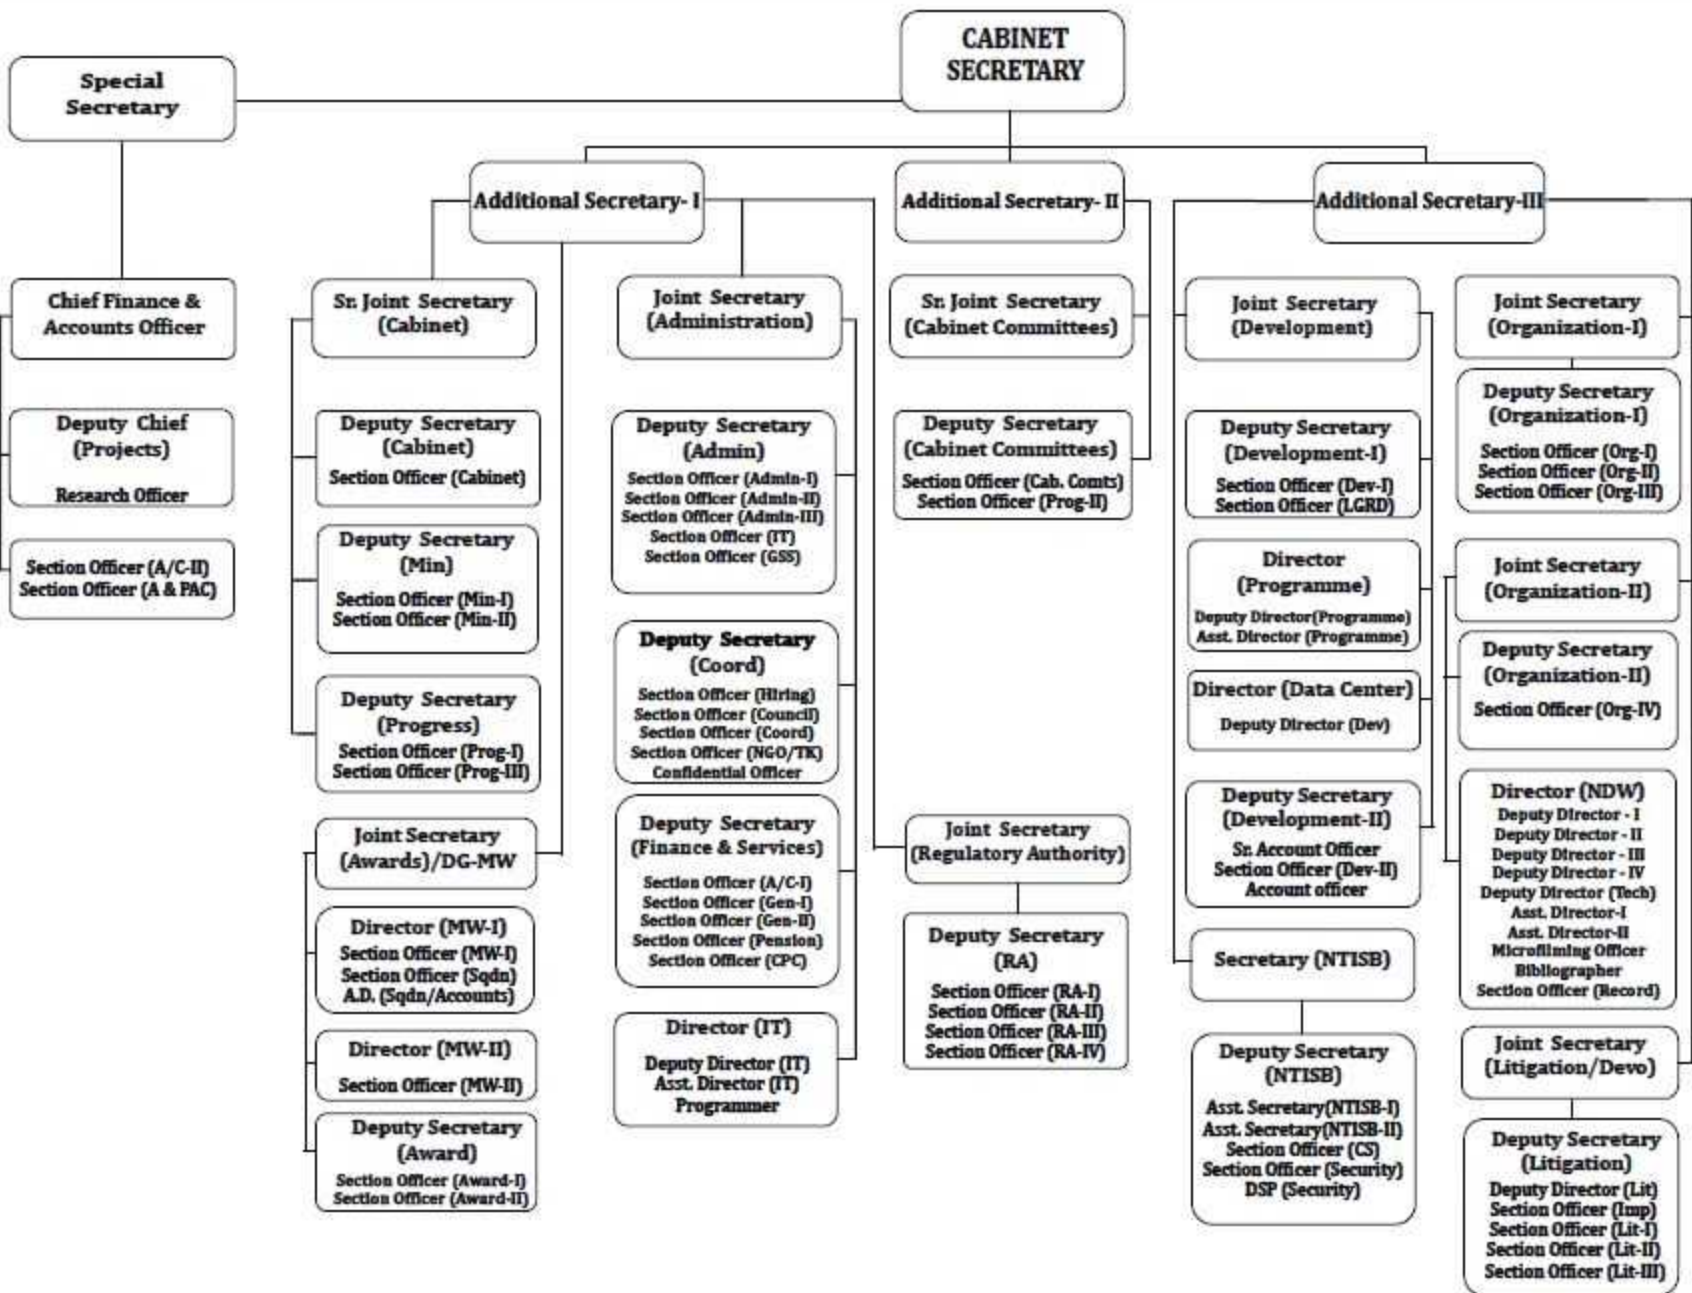 CABINET
SECRETARY
Special
Secretary
Additional Secretary- I
Additional Secretary- II
Additional Secretary-III
Chief Finance &
Accounts Officer
Deputy Chief
(Projects)
Research Officer
Section Officer (A/C-II)
Section Officer (A & PAC)
Sr. Joint Secretary
(Cabinet)
Deputy Secretary
(Cabinet)
Section Officer (Cabinet)
Deputy Secretary
(Min)
Section Officer (Min-I)
Section Officer (Min-II)
Deputy Secretary
(Progress)
Section Officer (Prog-I)
Section Officer (Prog-III)
Joint Secretary
(Awards)/DG-MW
Director (MW-I)
Section Officer (MW-I)
Section Officer (Sqdn)
A.D. (Sqdn/Accounts)
Director (MW-II)
Section Officer (MW-II)
Deputy Secretary
(Award)
Section Officer (Award-I)
Section Officer (Award-II)
Joint Secretary
(Administration)
Deputy Secretary
(Admin)
Section Officer (Admin-I)
Section Officer (Admin-II)
Section Officer (Admin-III)
Section Officer (IT)
Section Officer (GSS)
Deputy Secretary
(Coord)
Section Officer (Hiring)
Section Officer (Council)
Section Officer (Coord)
Section Officer (NGO/TK)
Confidential Officer
Deputy Secretary
(Finance & Services)
Section Officer (A/C-I)
Section Officer (Gen-I)
Section Officer (Gen-II)
Section Officer (Pension)
Section Officer (CPC)
Director (IT)
Deputy Director (IT)
Asst. Director (IT)
Programmer
Sr. Joint Secretary
(Cabinet Committees)
Deputy Secretary
(Cabinet Committees)
Section Officer (Cab. Comts)
Section Officer (Prog-II)
Joint Secretary
(Regulatory Authority)
Deputy Secretary
(RA)
Section Officer (RA-I)
Section Officer (RA-II)
Section Officer (RA-III)
Section Officer (RA-IV)
Joint Secretary
(Development)
Deputy Secretary
(Development-I)
Section Officer (Dev-I)
Section Officer (LGRD)
Director
(Programme)
Deputy Director(Programme)
Asst. Director (Programme)
Director (Data Center)
Deputy Director (Dev)
Deputy Secretary
(Development-II)
Sr. Account Officer
Section Officer (Dev-II)
Account officer
Secretary (NTISB)
Deputy Secretary
(NTISB)
Asst. Secretary(NTISB-I)
Asst. Secretary(NTISB-II)
Section Officer (CS)
Section Officer (Security)
DSP (Security)
Joint Secretary
(Organization-I)
Deputy Secretary
(Organization-I)
Section Officer (Org-I)
Section Officer (Org-II)
Section Officer (Org-III)
Joint Secretary
(Organization-II)
Deputy Secretary
(Organization-II)
Section Officer (Org-IV)
Director (NDW)
Deputy Director - I
Deputy Director - II
Deputy Director - III
Deputy Director - IV
Deputy Director (Tech)
Asst. Director-I
Asst. Director-II
Microfilming Officer
Bibliographer
Section Officer (Record)
Joint Secretary
(Litigation/Devo)
Deputy Secretary
(Litigation)
Deputy Director (Lit)
Section Officer (Imp)
Section Officer (Lit-I)
Section Officer (Lit-II)
Section Officer (Lit-III)